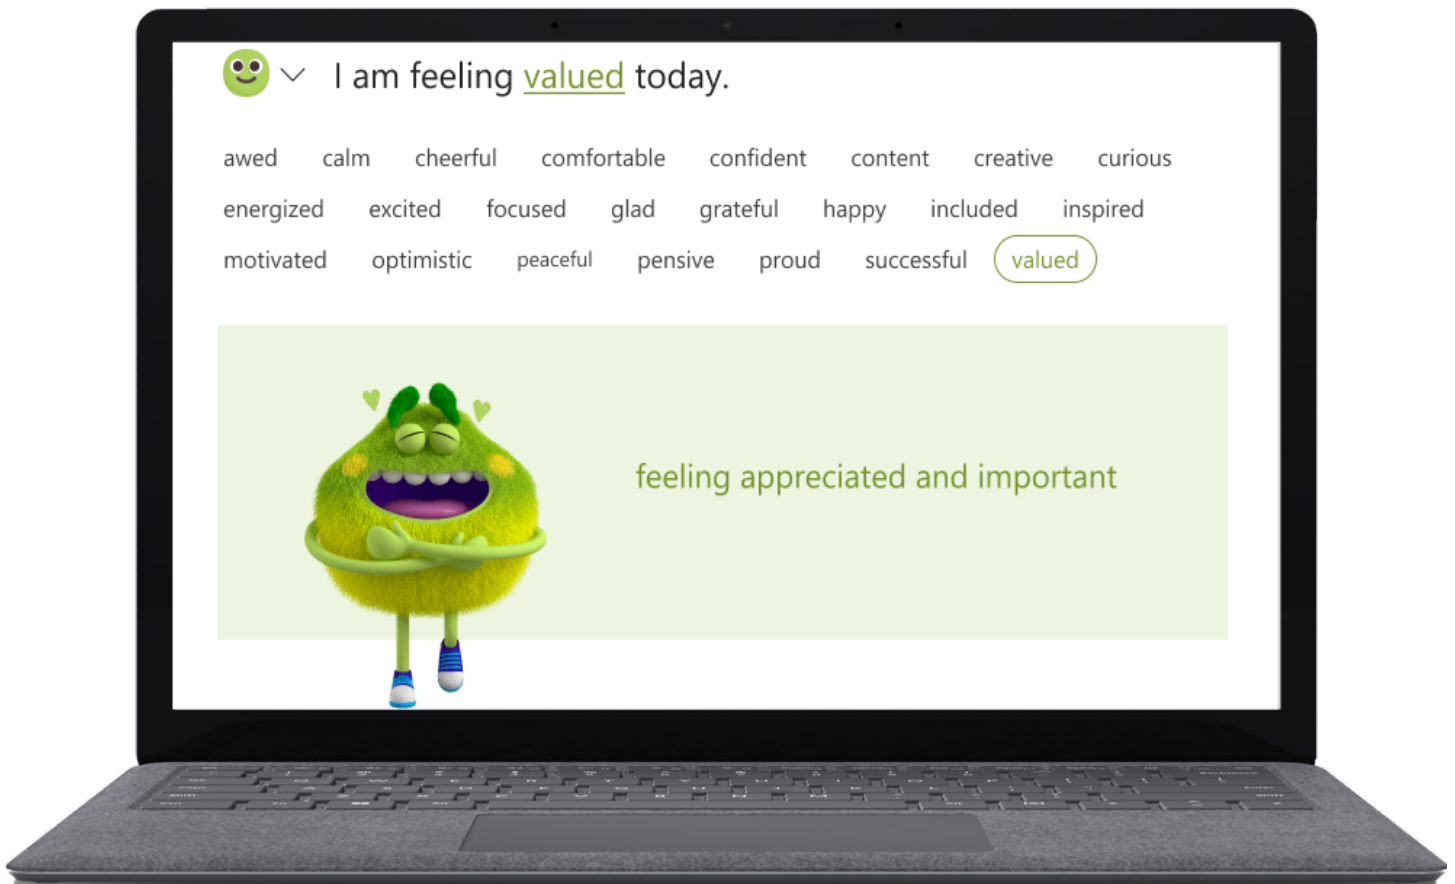 I am feeling valued today.
awed calm cheerful comfortable confident content creative curious
energized excited focused glad grateful happy included inspired
motivated optimistic peaceful pensive proud successful valued
feeling appreciated and important